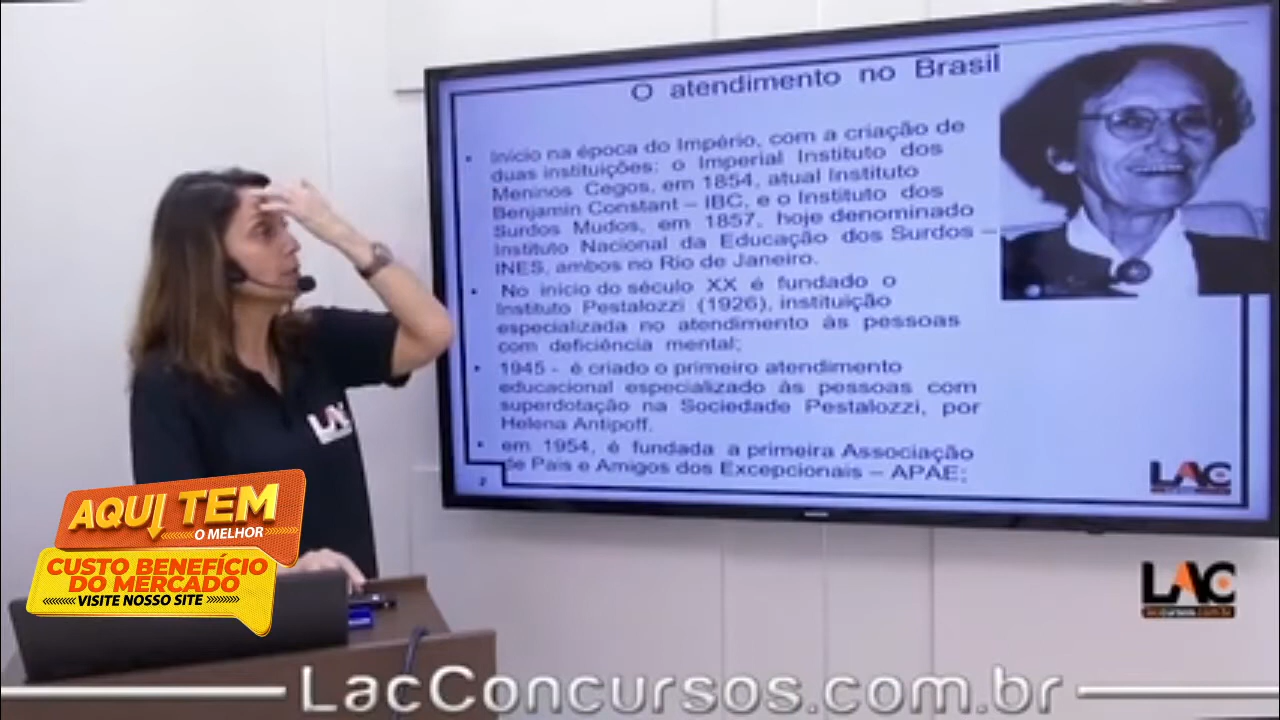 O atendimento no Brasil
• Início na época do Império, com a criação de
duas instituições: o Imperial Instituto dos
Meninos Cegos, em 1854, atual Instituto
Benjamin Constant – IBC, e o Instituto dos
Surdos Mudos, em 1857, hoje denominado
Instituto Nacional da Educação dos Surdos –
INES, ambos no Rio de Janeiro.
• No início do século XX é fundado o
Instituto Pestalozzi (1926), instituição
especializada no atendimento às pessoas
com deficiência mental;
• 1945 - é criado o primeiro atendimento
educacional especializado às pessoas com
superdotação na Sociedade Pestalozzi, por
Helena Antipoff.
• em 1954, é fundada a primeira Associação
de Pais e Amigos dos Excepcionais – APAE;
2
LAC
LAC
AQUI TEM
O MELHOR
CUSTO BENEFÍCIO
DO MERCADO
VISITE NOSSO SITE
LAC
lacconcursos.com.br
LacConcursos.com.br